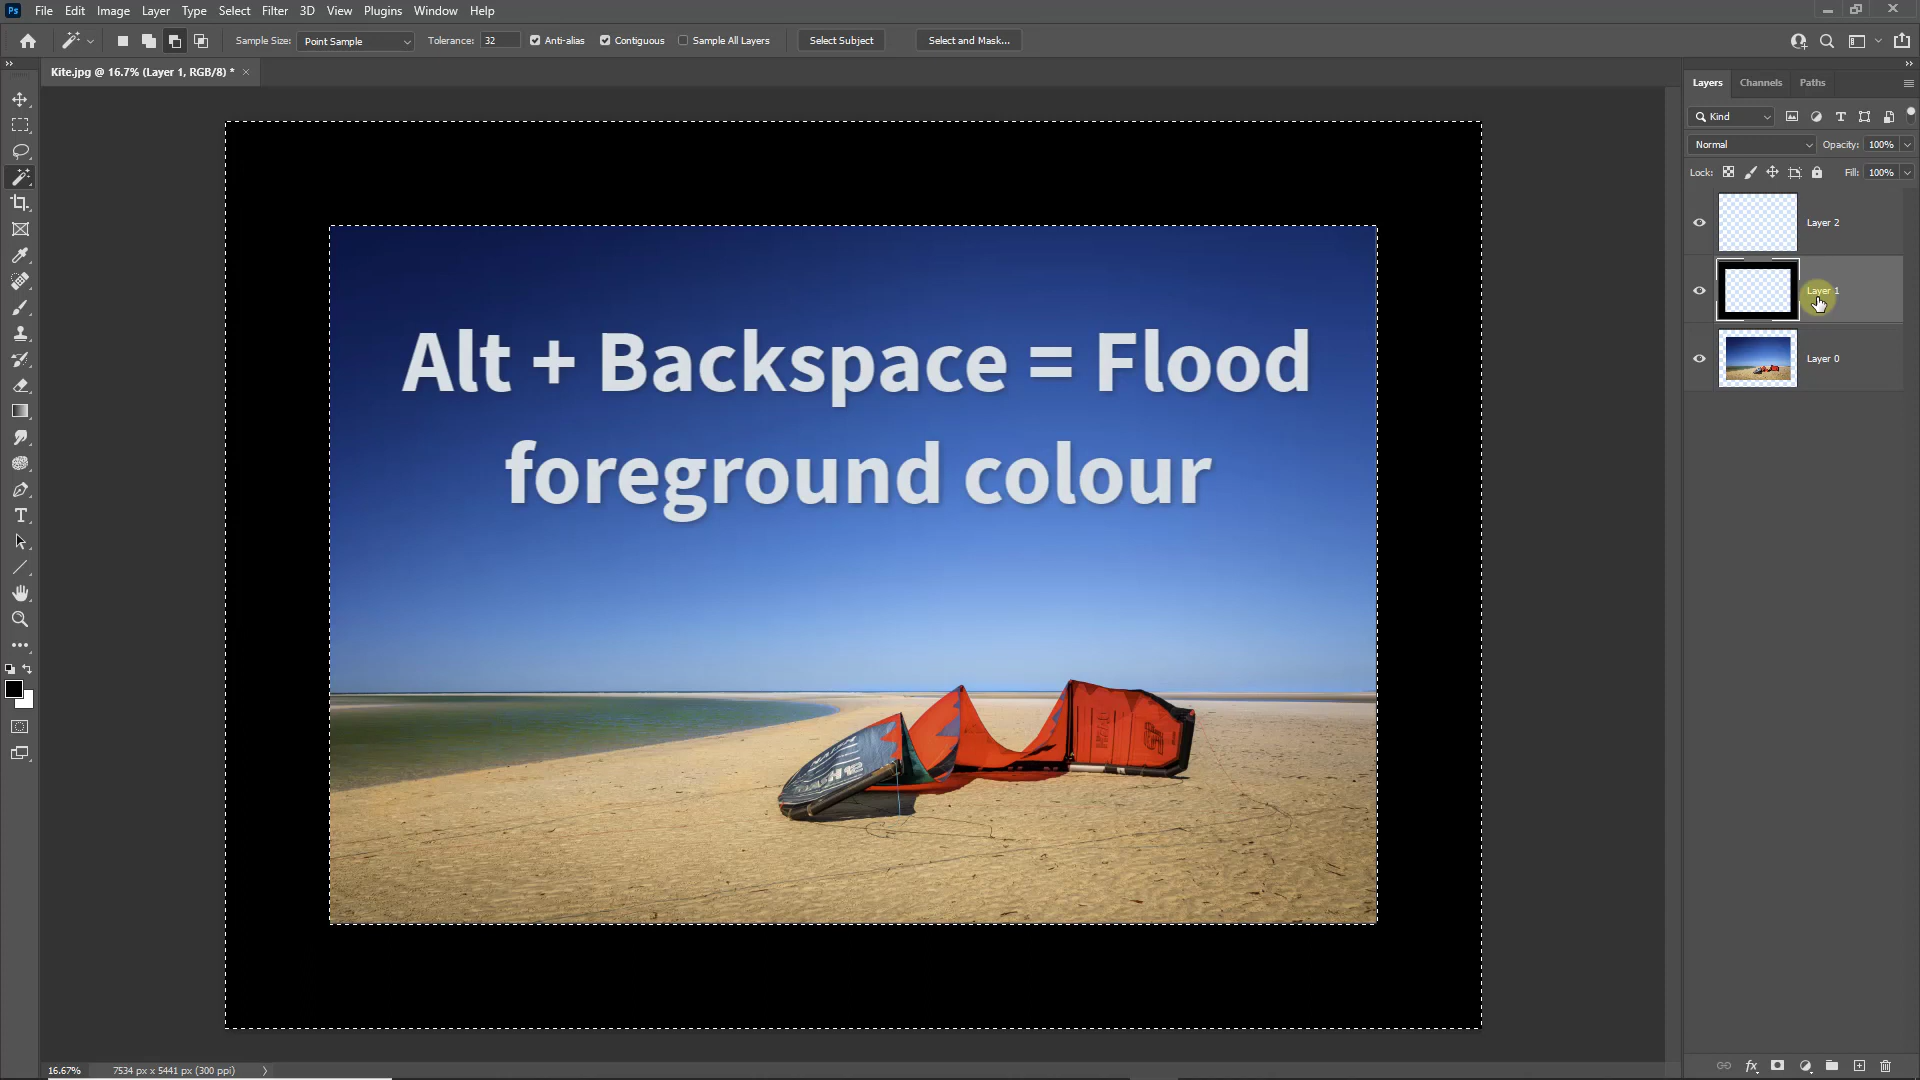 Ps File Edit Image Layer Type Select Filter 3D View Plugins Window Help
Sample Size: Point Sample Tolerance: 32 Anti-alias Contiguous Sample All Layers Select Subject Select and Mask...
Kite.jpg @ 16.7% (Layer 1, RGB/8) *
Layers Channels Paths
Kind
Normal Opacity: 100%
Lock: Fill: 100%
Layer 2
Layer 1
Layer 0
Alt + Backspace = Flood
foreground colour
16.67% 7534 px x 5441 px (300 ppi)